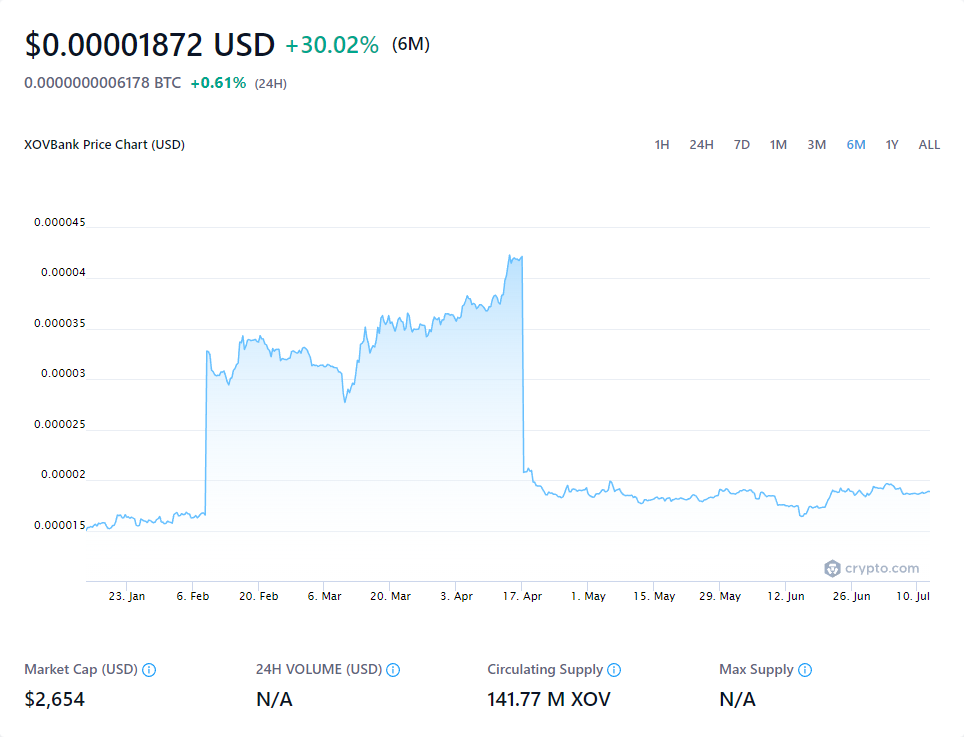 $0.00001872 USD +30.02% (6M)
0.0000000006178 BTC +0.61% (24H)
XOVBank Price Chart (USD) 1H 24H 7D 1M 3M 6M 1Y ALL
0.000045
0.00004
0.000035
0.00003
0.000025
0.00002
0.000015
crypto.com
23. Jan 6. Feb 20. Feb 6. Mar 20. Mar 3. Apr 17. Apr 1. May 15. May 29. May 12. Jun 26. Jun 10. Jul
Market Cap (USD) 24H VOLUME (USD) Circulating Supply Max Supply
$2,654 N/A 141.77 M XOV N/A